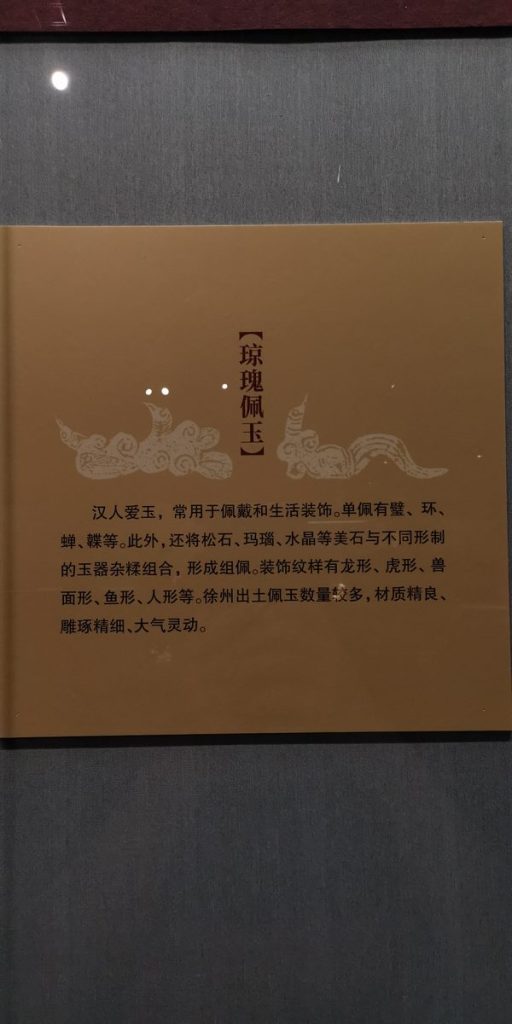 【琼瑰佩玉】
汉人爱玉，常用于佩戴和生活装饰。单佩有璧、环、
蝉、韘等。此外，还将松石、玛瑙、水晶等美石与不同形制
的玉器杂糅组合，形成组佩。装饰纹样有龙形、虎形、兽
面形、鱼形、人形等。徐州出土佩玉数量较多，材质精良、
雕琢精细、大气灵动。